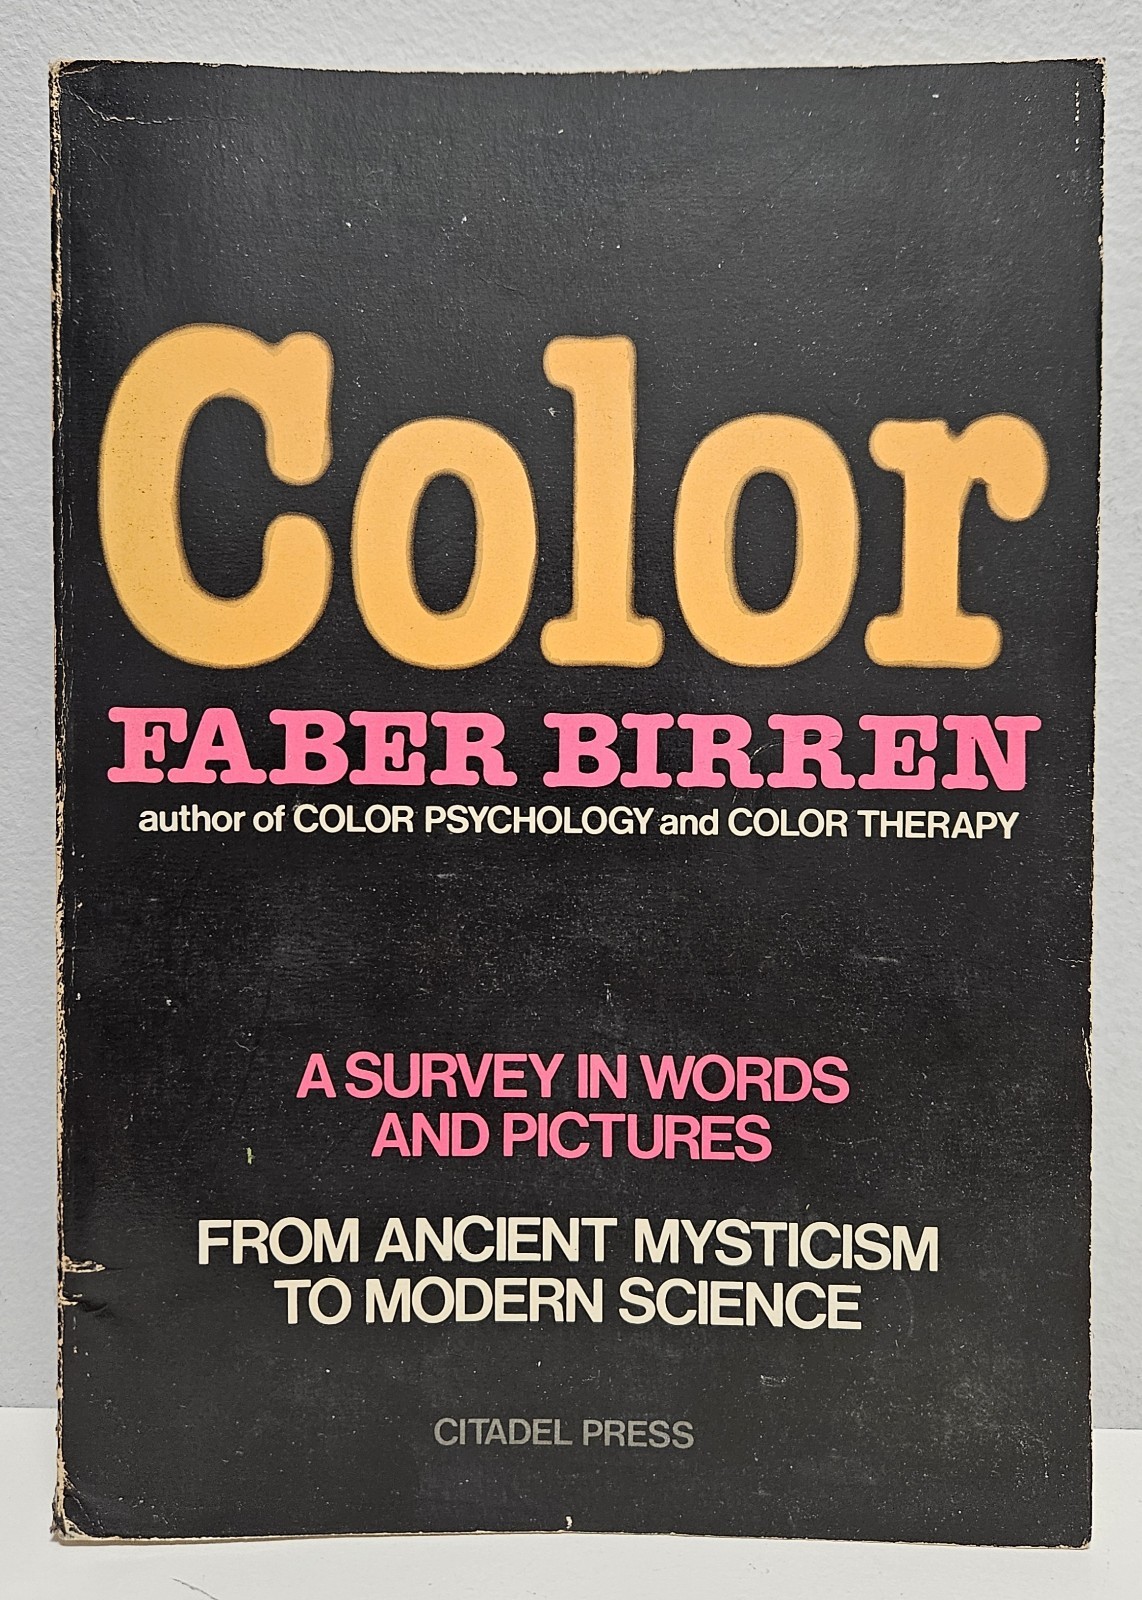 Color
FABER BIRREN
author of COLOR PSYCHOLOGY and COLOR THERAPY
A SURVEY IN WORDS
AND PICTURES
FROM ANCIENT MYSTICISM
TO MODERN SCIENCE
CITADEL PRESS